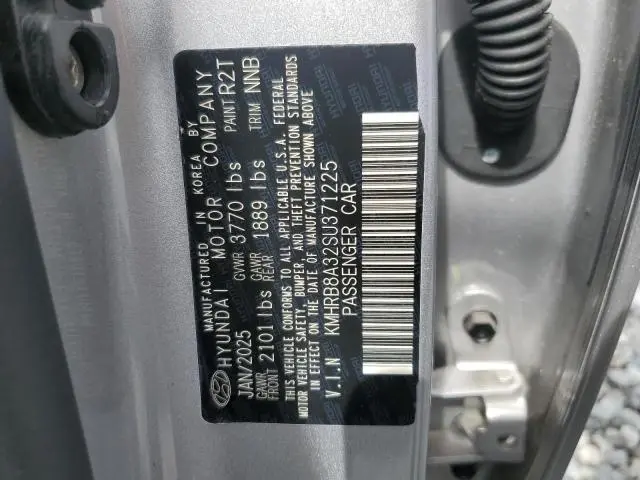 MANUFACTURED IN KOREA BY
HYUNDAI MOTOR COMPANY
JAN/2025 GVWR 3770 lbs PAINT R2T
GAWR FRONT 2101 lbs GAWR REAR 1889 lbs TRIM NNB
THIS VEHICLE CONFORMS TO ALL APPLICABLE U.S.A. FEDERAL
MOTOR VEHICLE SAFETY, BUMPER, AND THEFT PREVENTION STANDARDS
IN EFFECT ON THE DATE OF MANUFACTURE SHOWN ABOVE
V.I.N KMHRB8A32SU371225
PASSENGER CAR